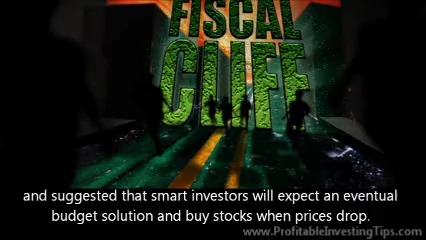 FISCAL
CLIFF
and suggested that smart investors will expect an eventual
budget solution and buy stocks when prices drop.
www.ProfitableInvestingTips.com